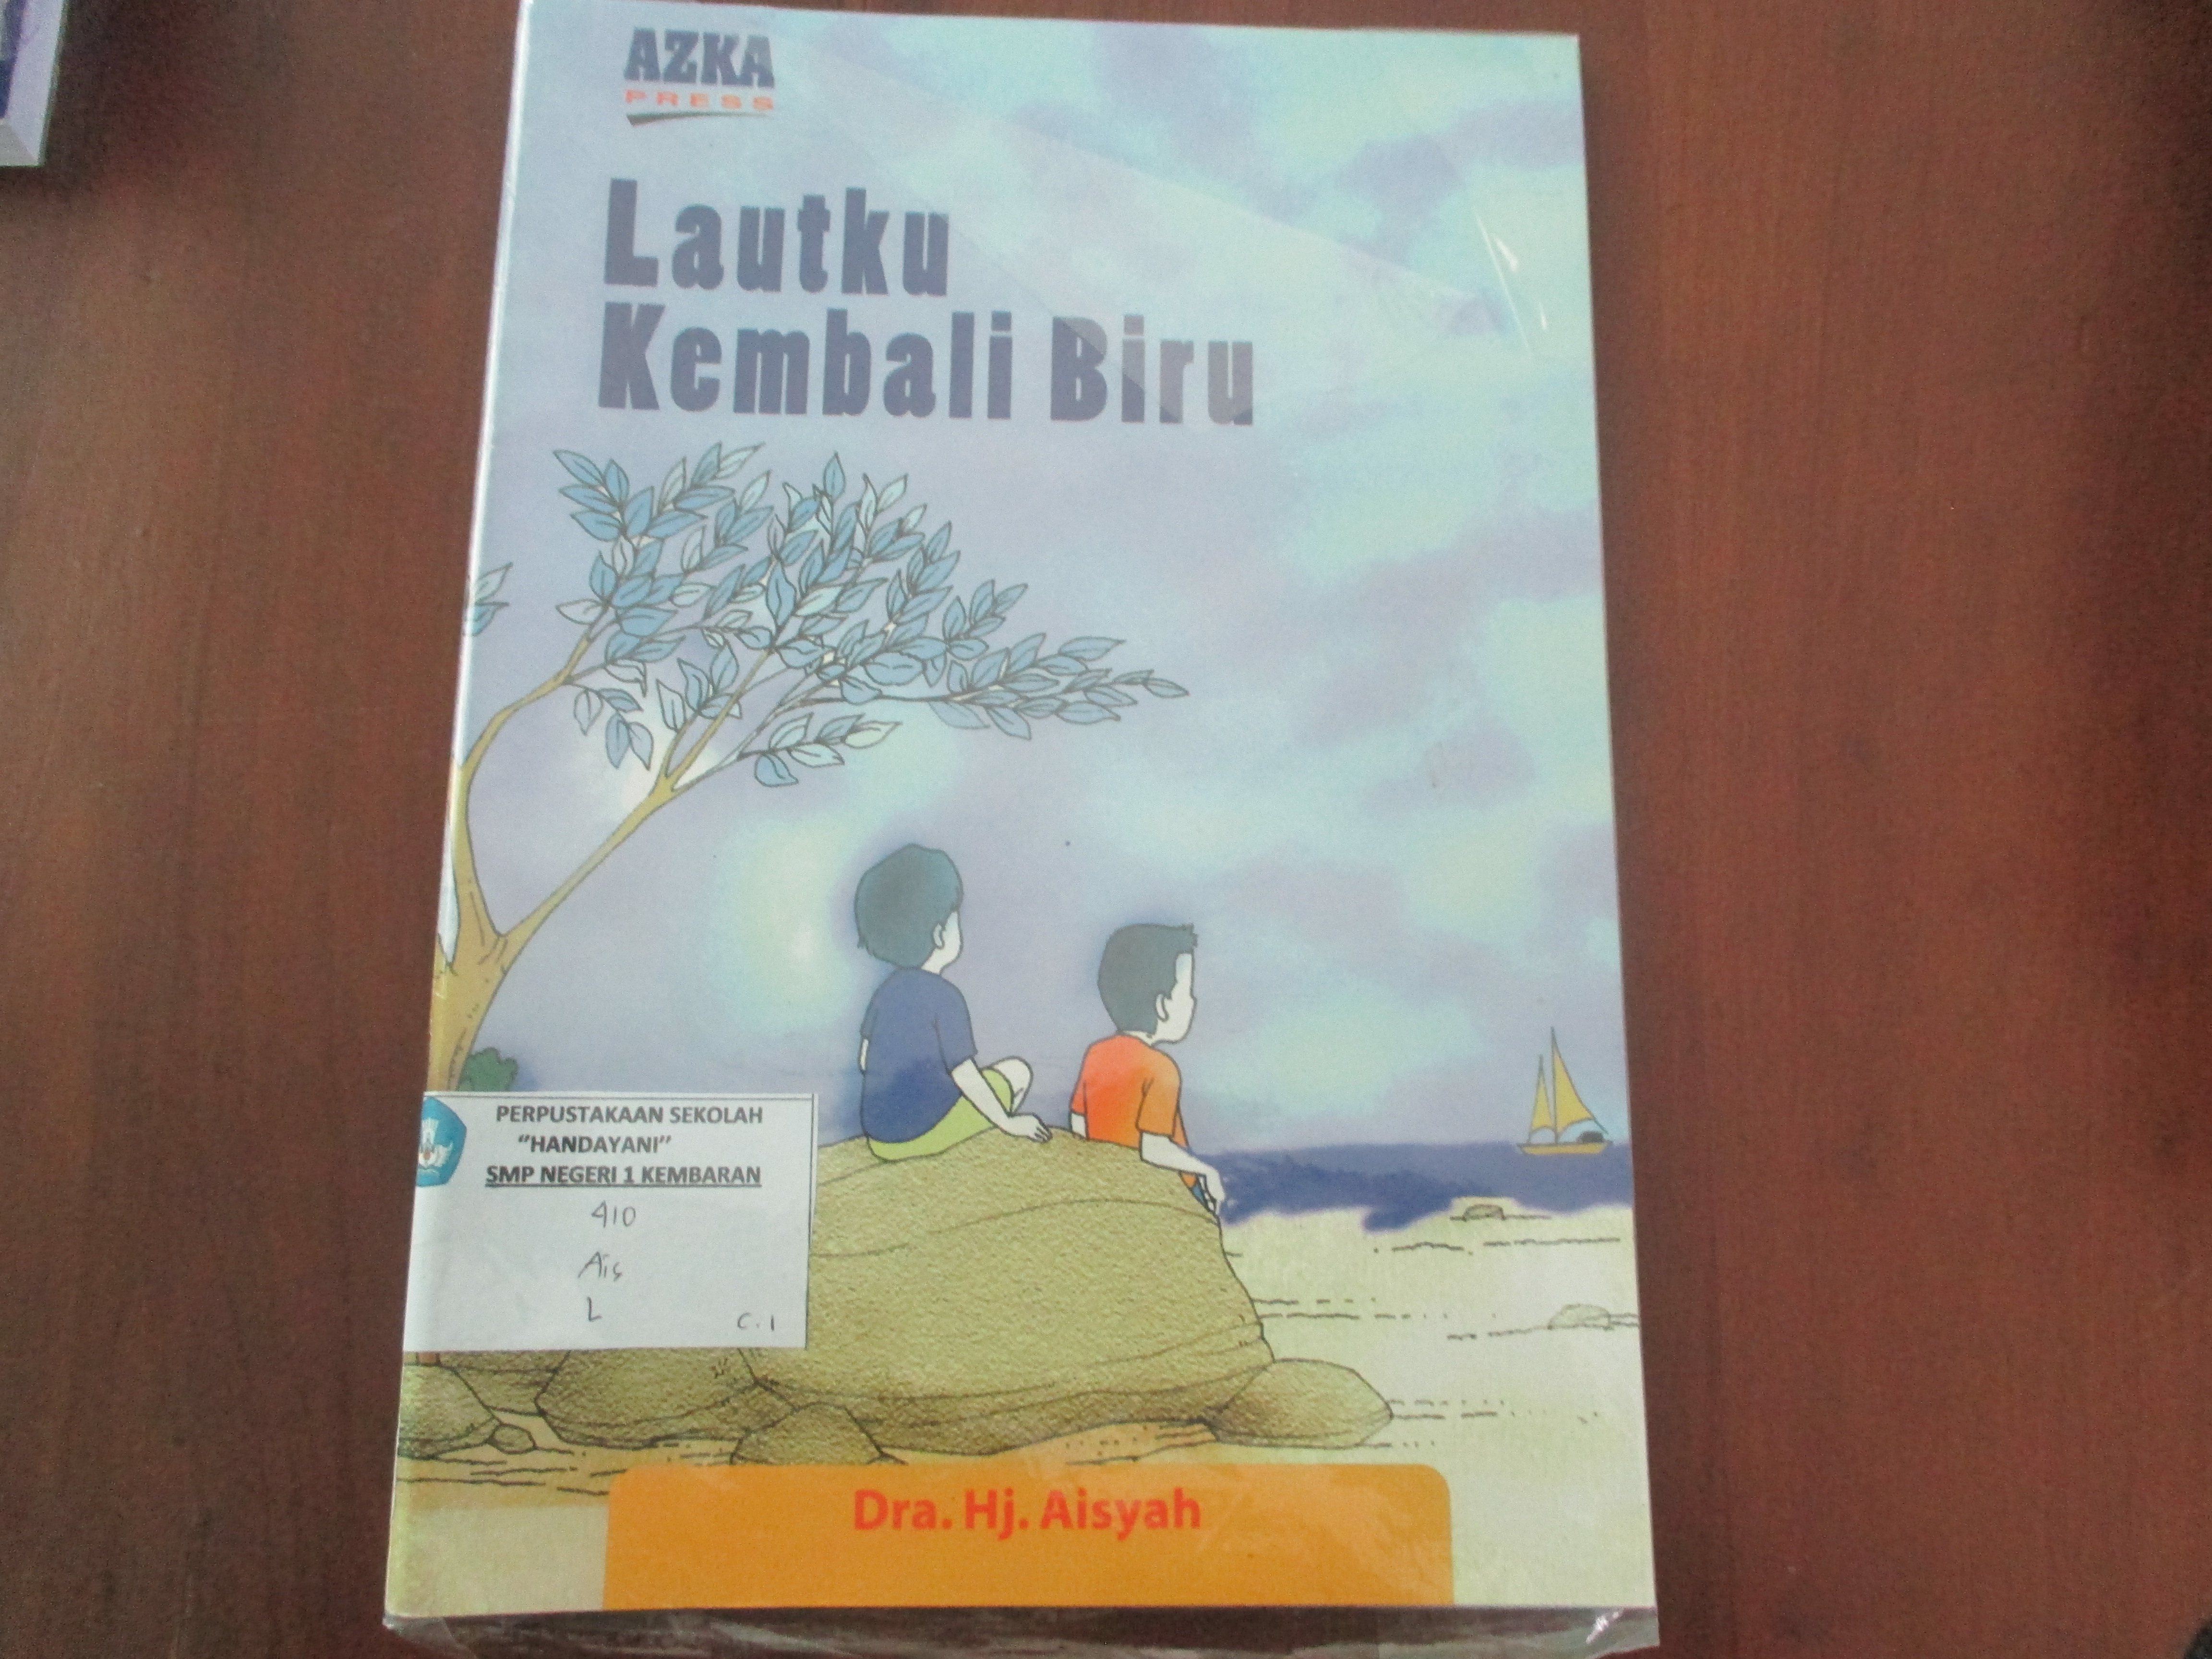 AZKA
PRESS
Lautku
Kembali Biru
PERPUSTAKAAN SEKOLAH
"HANDAYANI"
SMP NEGERI 1 KEMBARAN
410
Ais
L
C.1
Dra. Hj. Aisyah